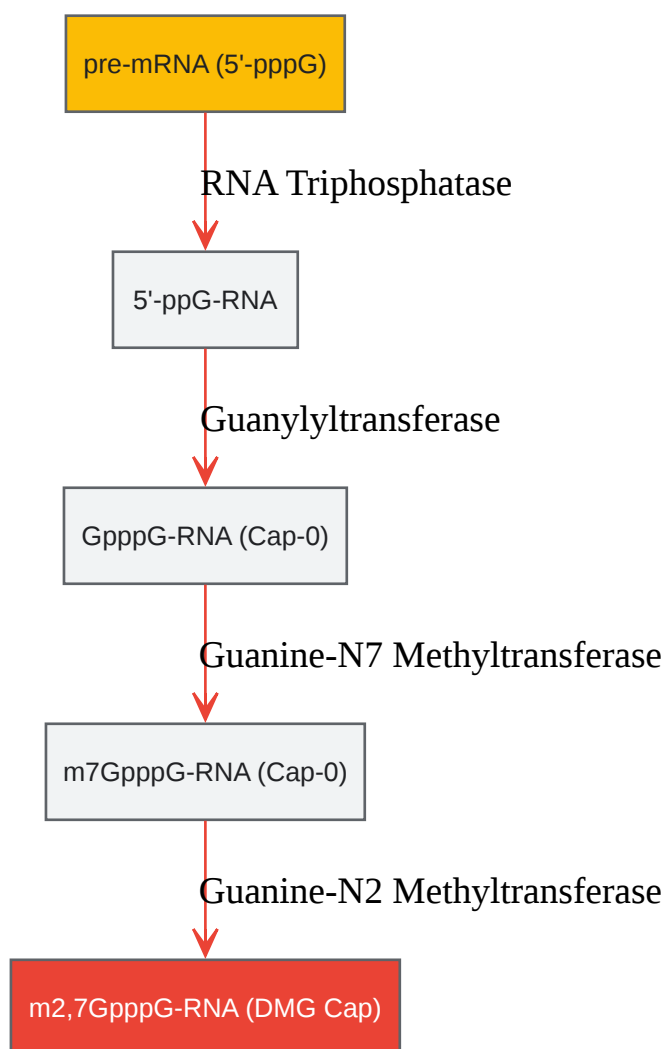 pre-mRNA (5'-pppG)
RNA Triphosphatase
5'-ppG-RNA
Guanylyltransferase
GpppG-RNA (Cap-0)
Guanine-N7 Methyltransferase
m7GpppG-RNA (Cap-0)
Guanine-N2 Methyltransferase
m2,7GpppG-RNA (DMG Cap)